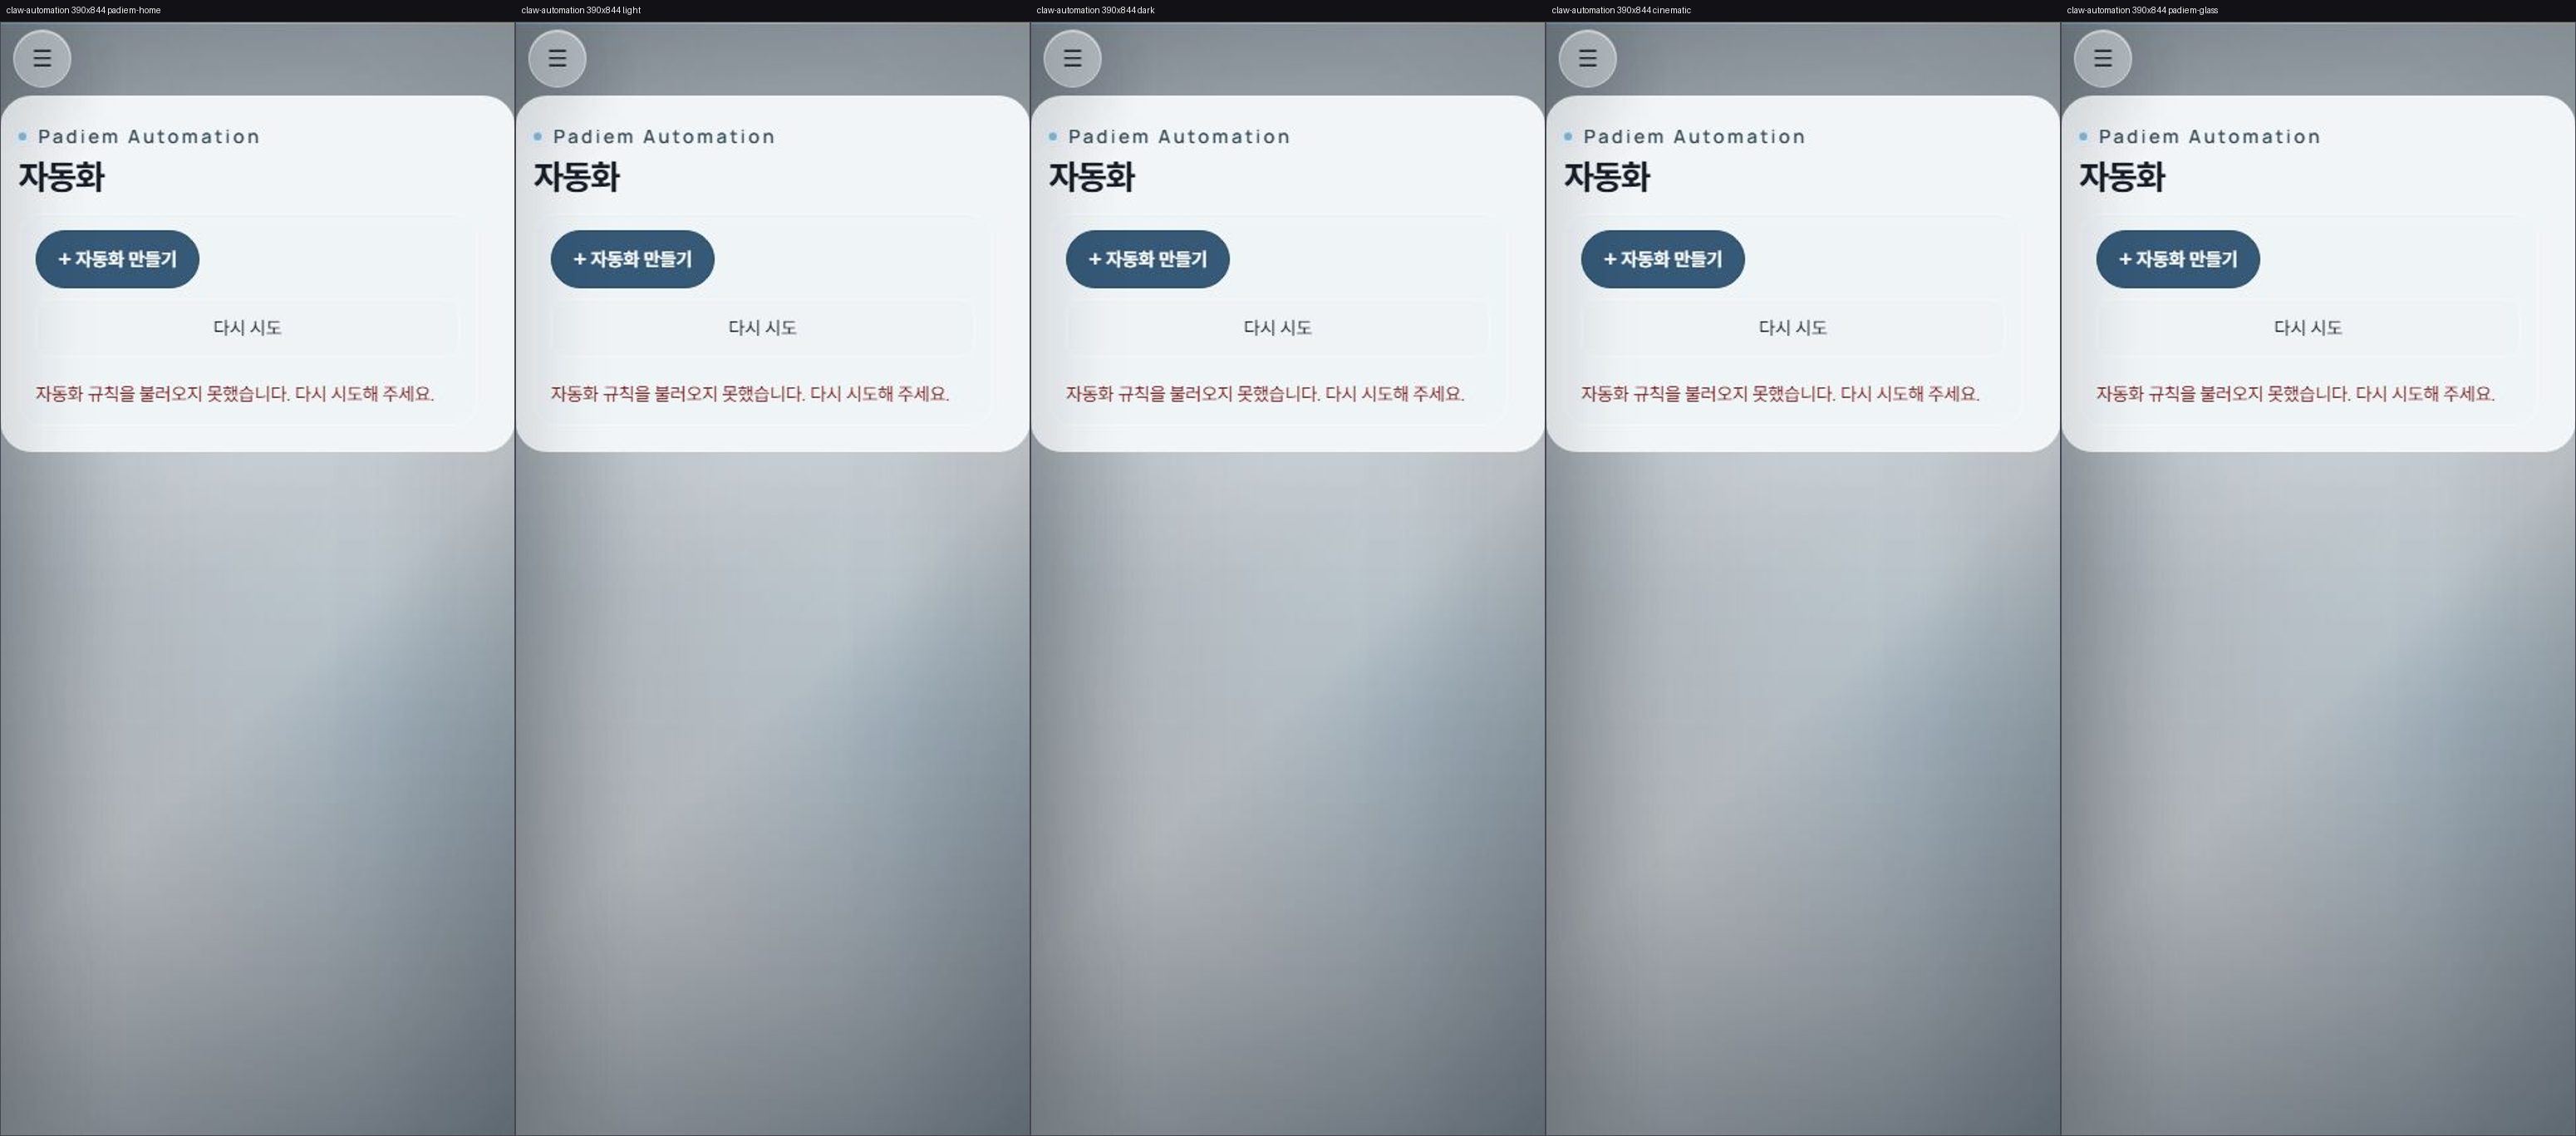 claw-automation 390x844 padiem-home
☰
Padiem Automation
자동화
+ 자동화 만들기
다시 시도
자동화 규칙을 불러오지 못했습니다. 다시 시도해 주세요.
claw-automation 390x844 light
☰
Padiem Automation
자동화
+ 자동화 만들기
다시 시도
자동화 규칙을 불러오지 못했습니다. 다시 시도해 주세요.
claw-automation 390x844 dark
☰
Padiem Automation
자동화
+ 자동화 만들기
다시 시도
자동화 규칙을 불러오지 못했습니다. 다시 시도해 주세요.
claw-automation 390x844 cinematic
☰
Padiem Automation
자동화
+ 자동화 만들기
다시 시도
자동화 규칙을 불러오지 못했습니다. 다시 시도해 주세요.
claw-automation 390x844 padiem-glass
☰
Padiem Automation
자동화
+ 자동화 만들기
다시 시도
자동화 규칙을 불러오지 못했습니다. 다시 시도해 주세요.